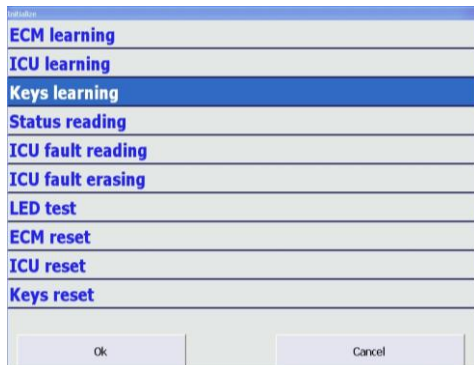 Initialize
ECM learning
ICU learning
Keys learning
Status reading
ICU fault reading
ICU fault erasing
LED test
ECM reset
ICU reset
Keys reset
Ok
Cancel